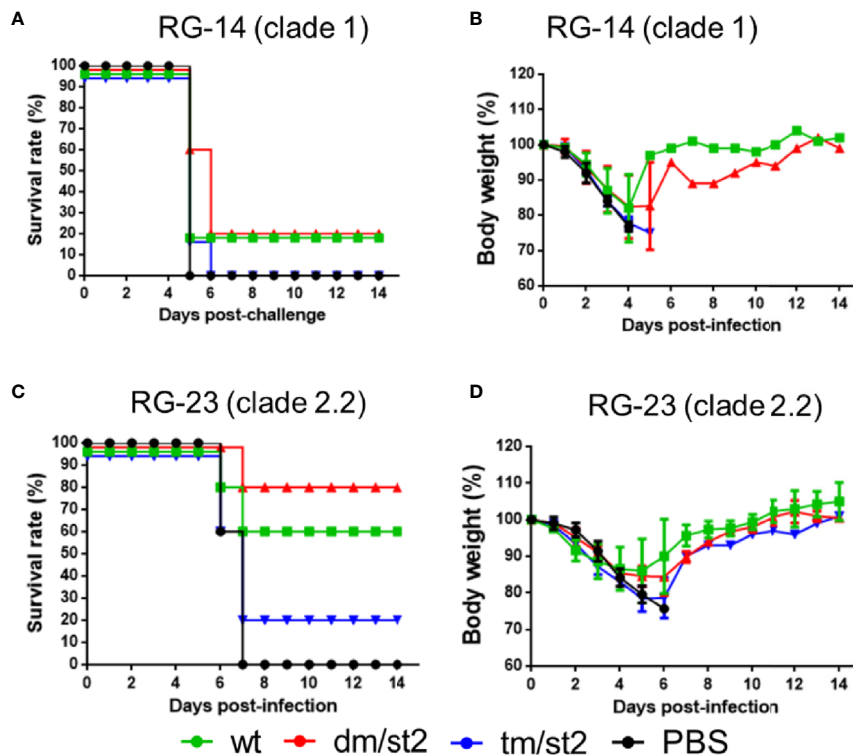 A
RG-14 (clade 1)
Survival rate (%)
100
90
80
70
60
50
40
30
20
10
0
0 2 4 6 8 10 12 14
Days post-challenge
B
RG-14 (clade 1)
Body weight (%)
120
110
100
90
80
70
60
0 2 4 6 8 10 12 14
Days post-infection
C
RG-23 (clade 2.2)
Survival rate (%)
100
90
80
70
60
50
40
30
20
10
0
0 2 4 6 8 10 12 14
Days post-infection
D
RG-23 (clade 2.2)
Body weight (%)
120
110
100
90
80
70
60
0 2 4 6 8 10 12 14
Days post-infection
wt dm/st2 tm/st2 PBS